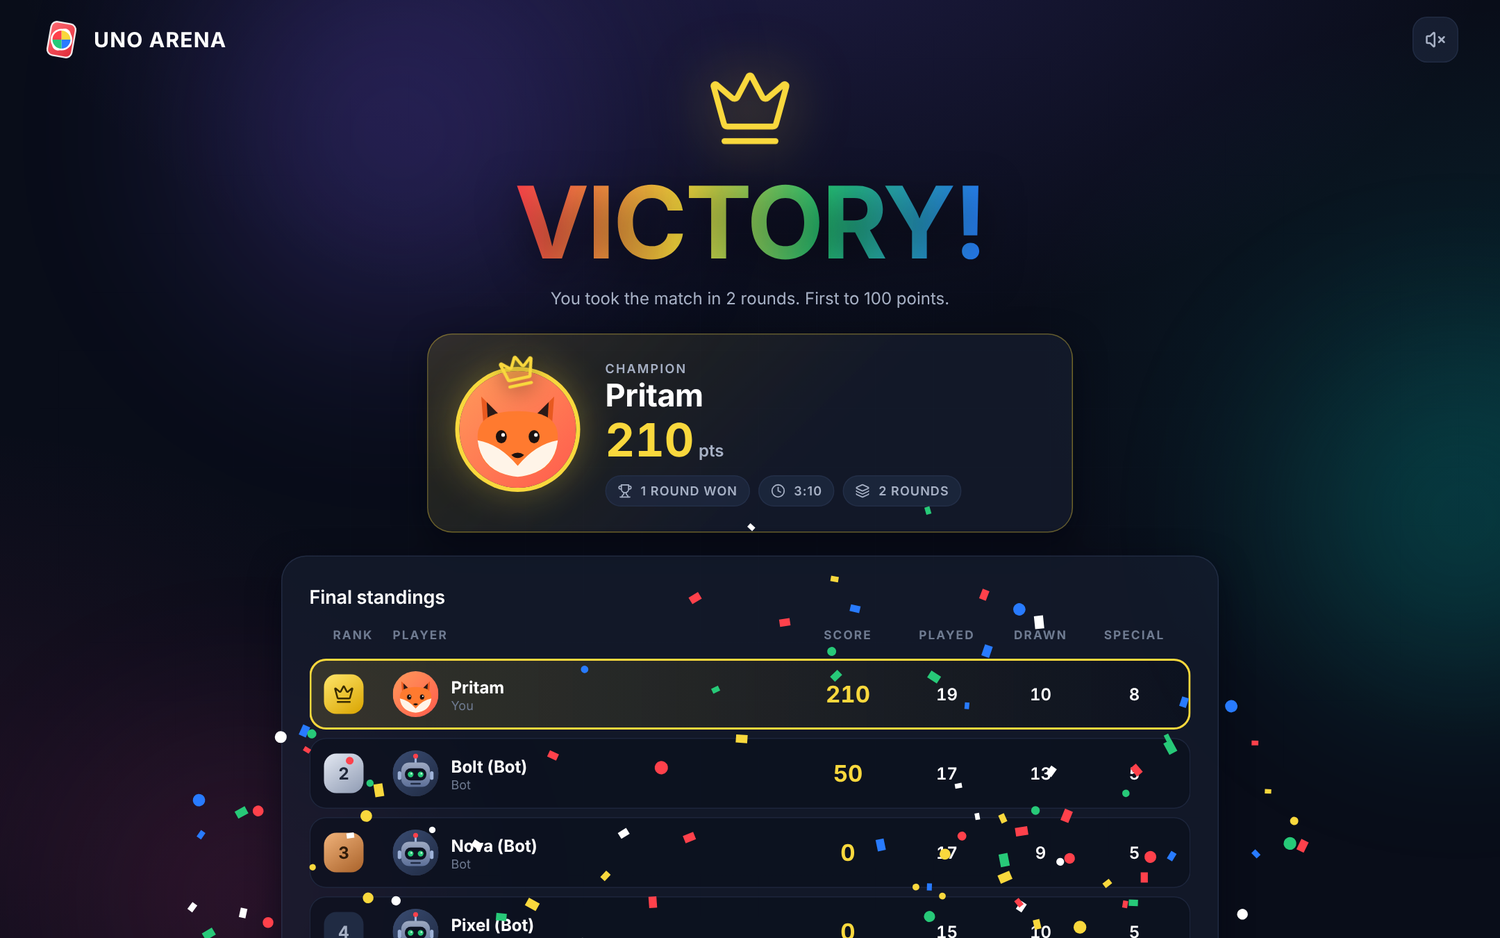 UNO ARENA
VICTORY!
You took the match in 2 rounds. First to 100 points.
CHAMPION
Pritam
210 pts
1 ROUND WON 3:10 2 ROUNDS
Final standings
RANK PLAYER SCORE PLAYED DRAWN SPECIAL
Pritam 210 19 10 8
You
2 Bolt (Bot) 50 17 13 5
Bot
3 Nova (Bot) 0 17 9 5
Bot
4 Pixel (Bot) 0 15 10 5